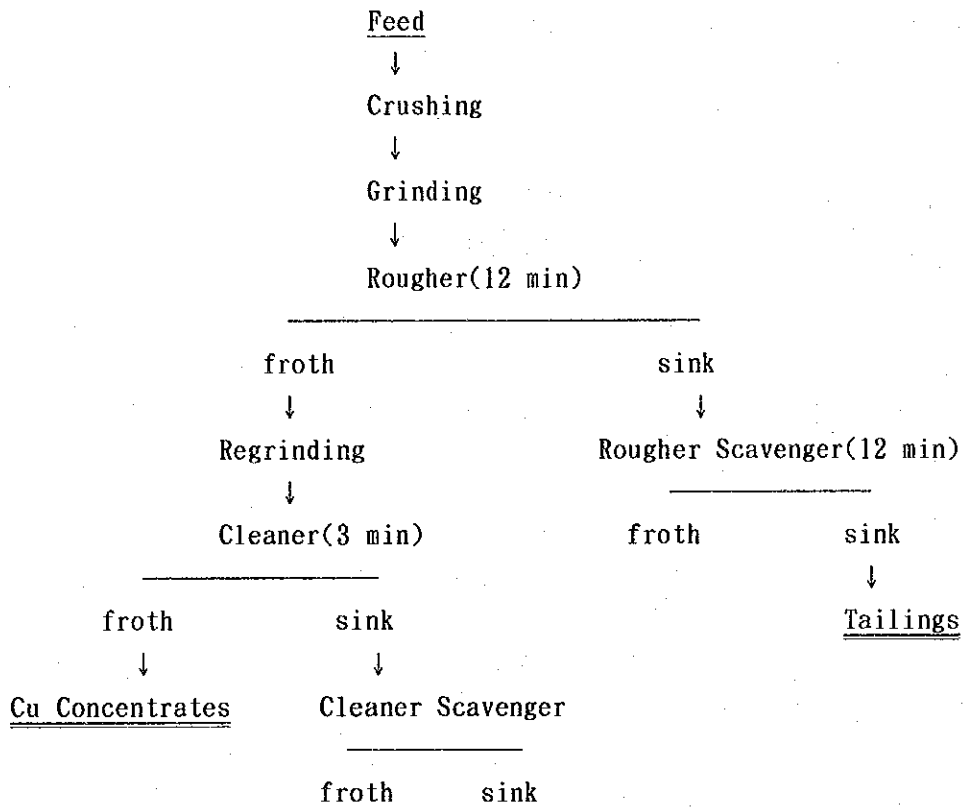 Feed
↓
Crushing
↓
Grinding
↓
Rougher(12 min)
froth sink
↓ ↓
Regrinding Rougher Scavenger(12 min)
↓
Cleaner(3 min) froth sink
↓
froth sink Tailings
↓ ↓
Cu Concentrates Cleaner Scavenger
froth sink